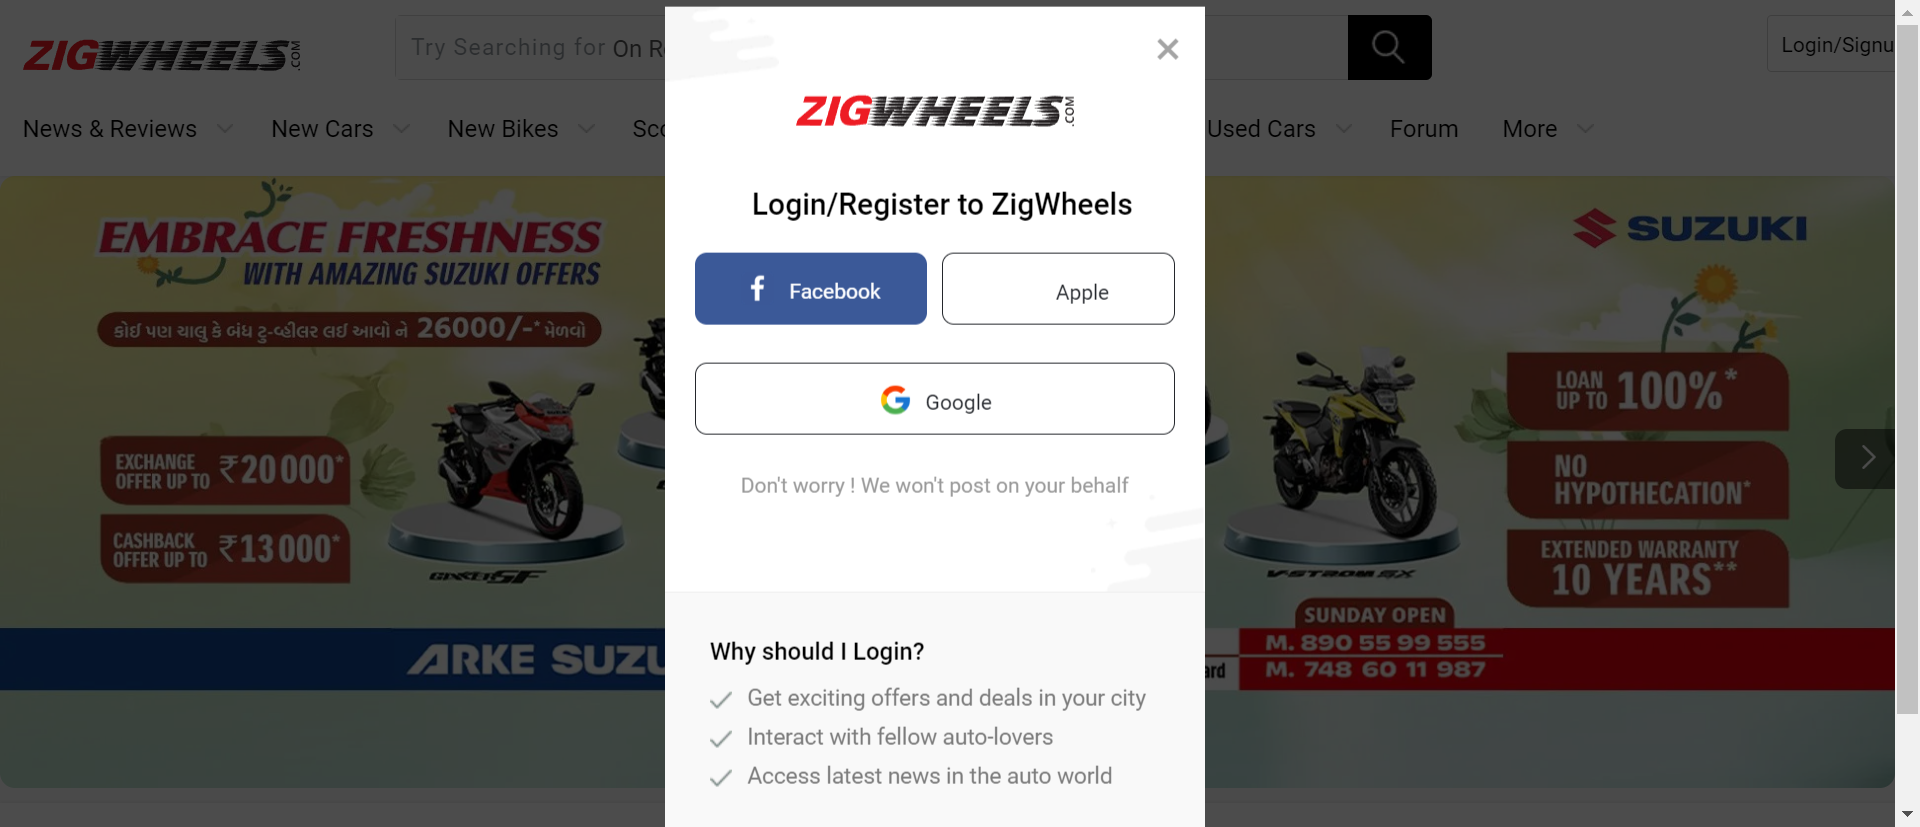 ZIGWHEELS.COM
Try Searching for On R
Login/Signu
News & Reviews
New Cars
New Bikes
Sco
Used Cars
Forum
More
ZIGWHEELS.COM
Login/Register to ZigWheels
Facebook
Apple
Google
Don't worry ! We won't post on your behalf
Why should I Login?
Get exciting offers and deals in your city
Interact with fellow auto-lovers
Access latest news in the auto world
EMBRACE FRESHNESS
WITH AMAZING SUZUKI OFFERS
કોઈ પણ ચાલુ કે બંધ ટુ-વ્હીલર લઈ આવો ને 26000/-* મેળવો
EXCHANGE
OFFER UP TO ₹20000*
CASHBACK
OFFER UP TO ₹13000*
GIXXER SF
ARKE SUZU
SUZUKI
LOAN
UP TO 100%*
NO
HYPOTHECATION*
EXTENDED WARRANTY
10 YEARS**
V-STROM SX
SUNDAY OPEN
M. 890 55 99 555
ard
M. 748 60 11 987